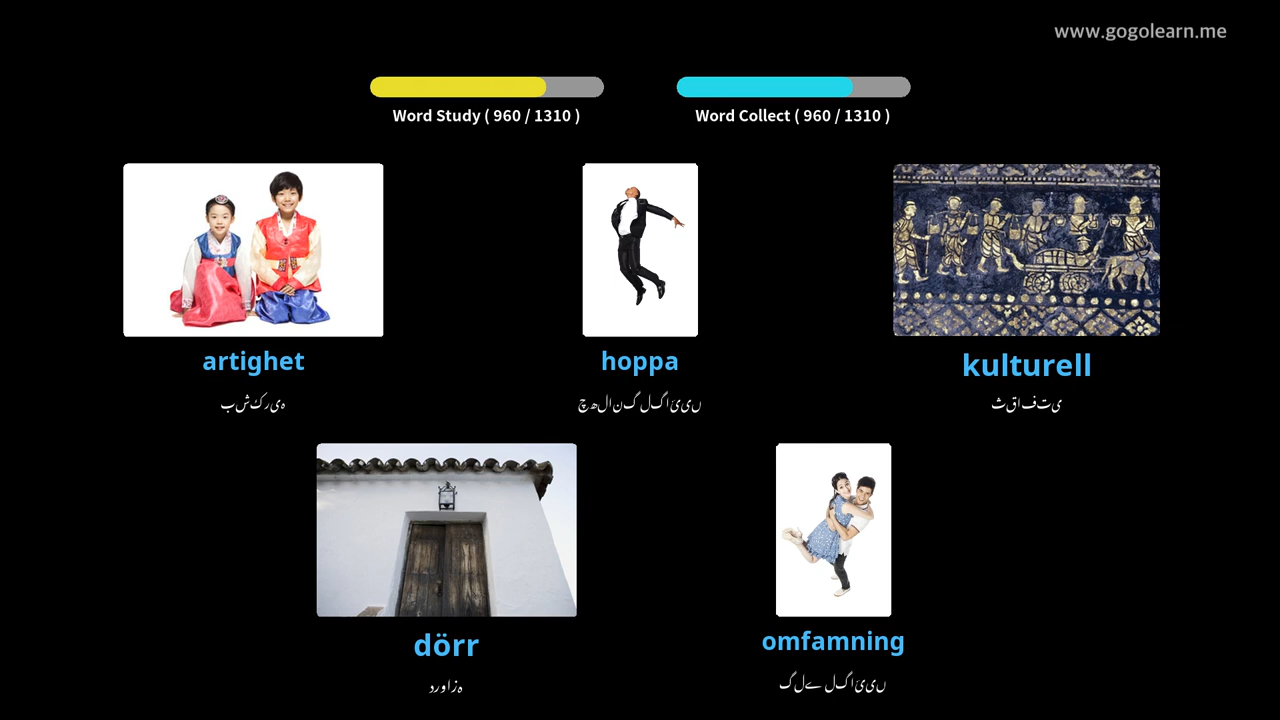 www.gogolearn.me
Word Study ( 960 / 1310 )
Word Collect ( 960 / 1310 )
artighet
hoppa
kulturell
بشکریہ
چھلانگ لگائیں
ثقافتی
dörr
omfamning
دروازہ
گلے لگائیں